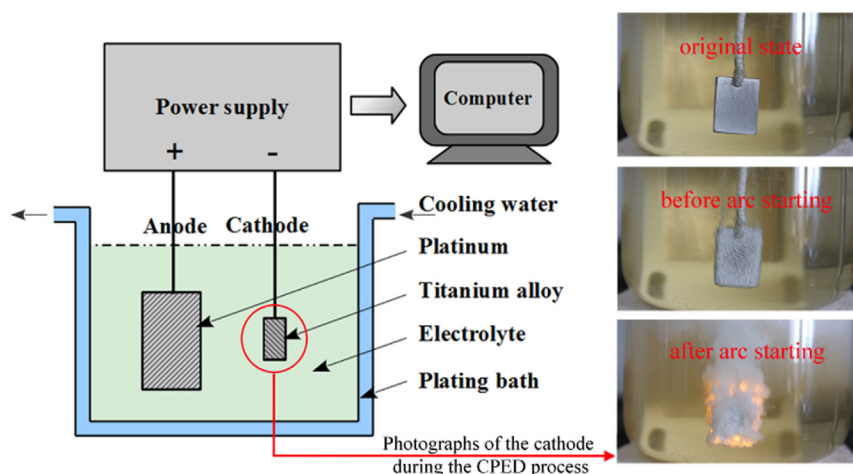 Power supply
+
-
Computer
Anode
Cathode
Cooling water
Platinum
Titanium alloy
Electrolyte
Plating bath
Photographs of the cathode
during the CPED process
original state
before arc starting
after arc starting